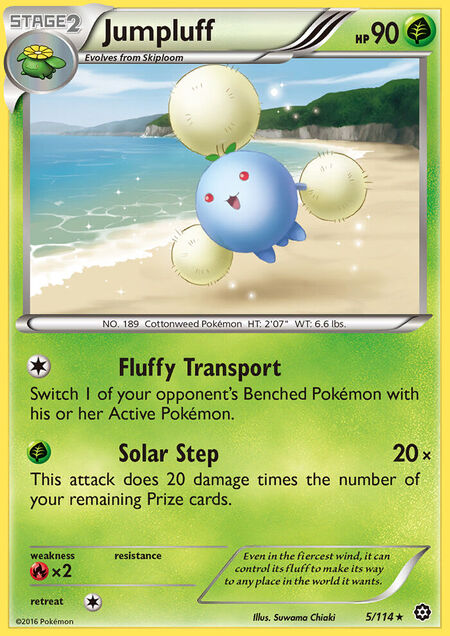 STAGE2
Jumpluff
HP 90
Evolves from Skiploom
NO. 189 Cottonweed Pokémon HT: 2'07" WT: 6.6 lbs.
Fluffy Transport
Switch 1 of your opponent's Benched Pokémon with
his or her Active Pokémon.
Solar Step 20×
This attack does 20 damage times the number of
your remaining Prize cards.
weakness resistance
×2
retreat
Even in the fiercest wind, it can
control its fluff to make its way
to any place in the world it wants.
©2016 Pokémon Illus. Suwama Chiaki 5/114 ★